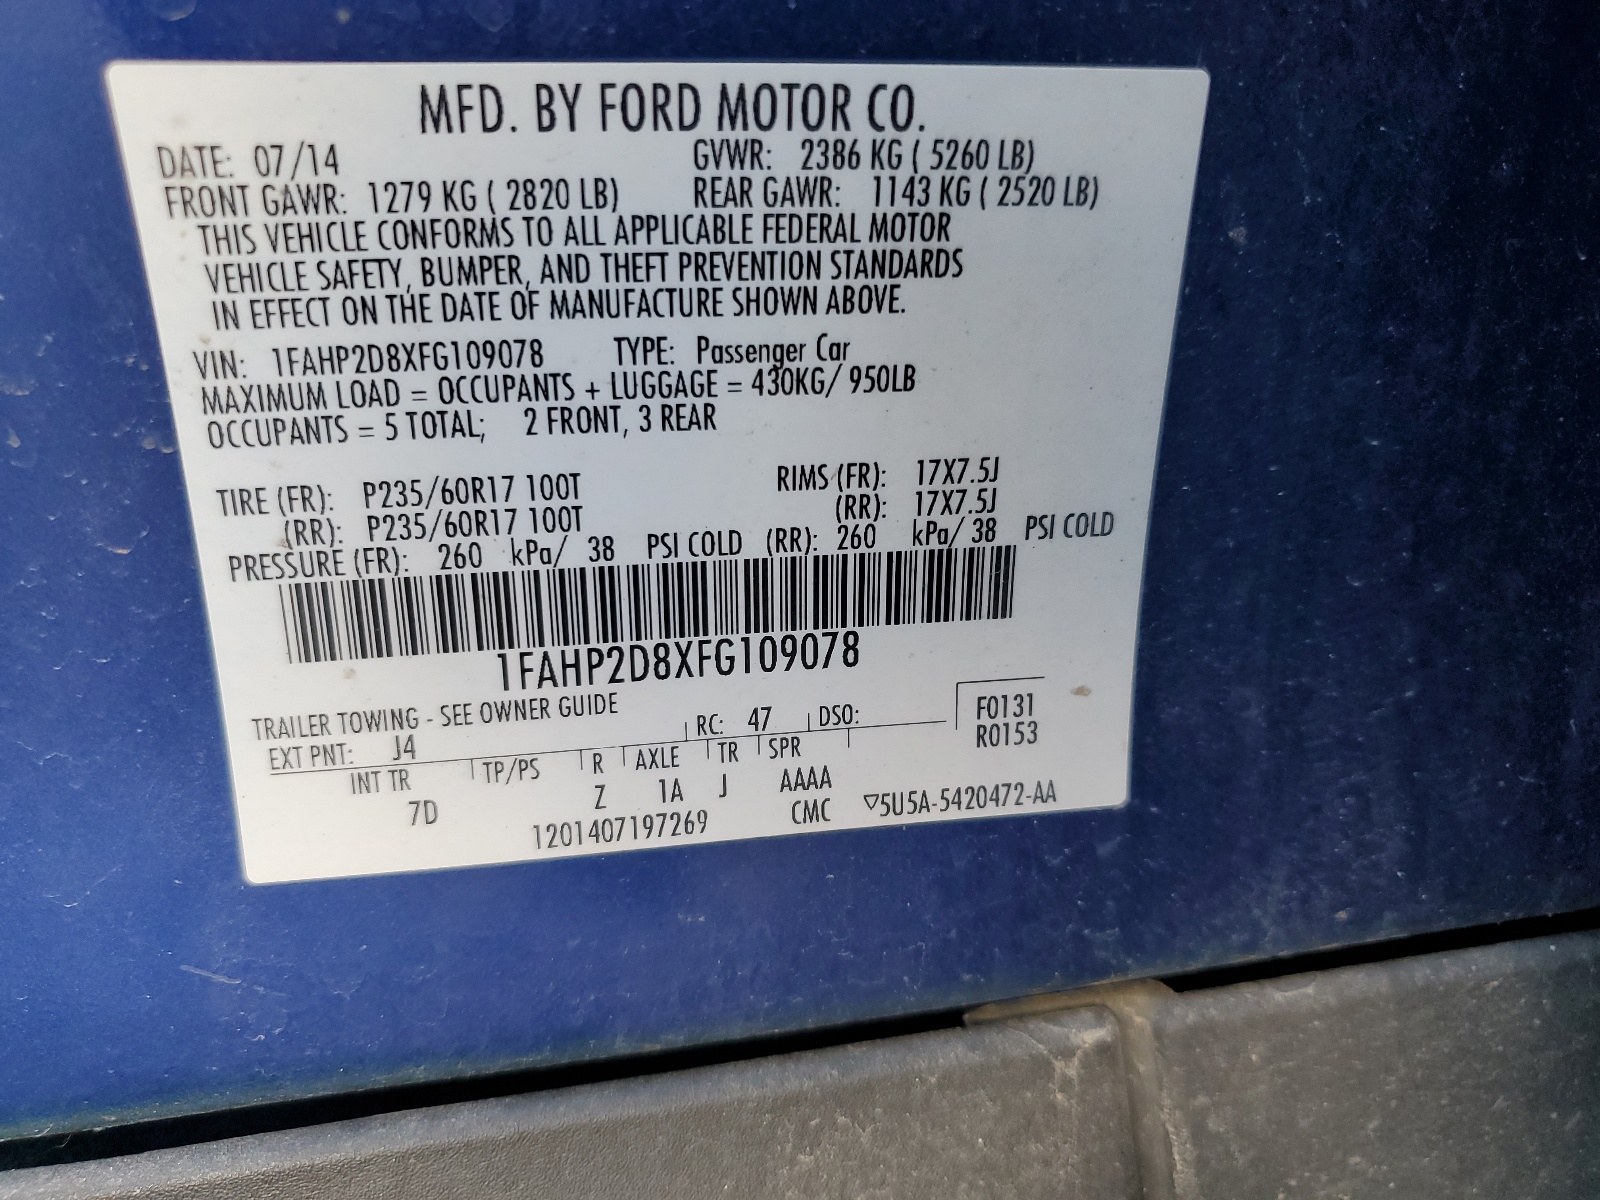 MFD. BY FORD MOTOR CO.
DATE: 07/14 GVWR: 2386 KG ( 5260 LB)
FRONT GAWR: 1279 KG ( 2820 LB) REAR GAWR: 1143 KG ( 2520 LB)
THIS VEHICLE CONFORMS TO ALL APPLICABLE FEDERAL MOTOR
VEHICLE SAFETY, BUMPER, AND THEFT PREVENTION STANDARDS
IN EFFECT ON THE DATE OF MANUFACTURE SHOWN ABOVE.
VIN: 1FAHP2D8XFG109078 TYPE: Passenger Car
MAXIMUM LOAD = OCCUPANTS + LUGGAGE = 430KG/ 950LB
OCCUPANTS = 5 TOTAL; 2 FRONT, 3 REAR
TIRE (FR): P235/60R17 100T RIMS (FR): 17X7.5J
(RR): P235/60R17 100T (RR): 17X7.5J
PRESSURE (FR): 260 kPa/ 38 PSI COLD (RR): 260 kPa/ 38 PSI COLD
1FAHP2D8XFG109078
TRAILER TOWING - SEE OWNER GUIDE
EXT PNT: J4 RC: 47 DSO: F0131
R0153
INT TR TP/PS R AXLE TR SPR
7D Z 1A J AAAA
1201407197269 CMC ▽5U5A-5420472-AA